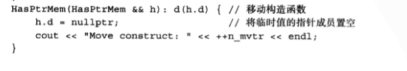 HasPtrMem(HasPtrMem && h): d(h.d) { // 移动构造函数
h.d = nullptr; // 将临时值的指针成员置空
cout << "Move construct: " << ++n_mvtr << endl;
}